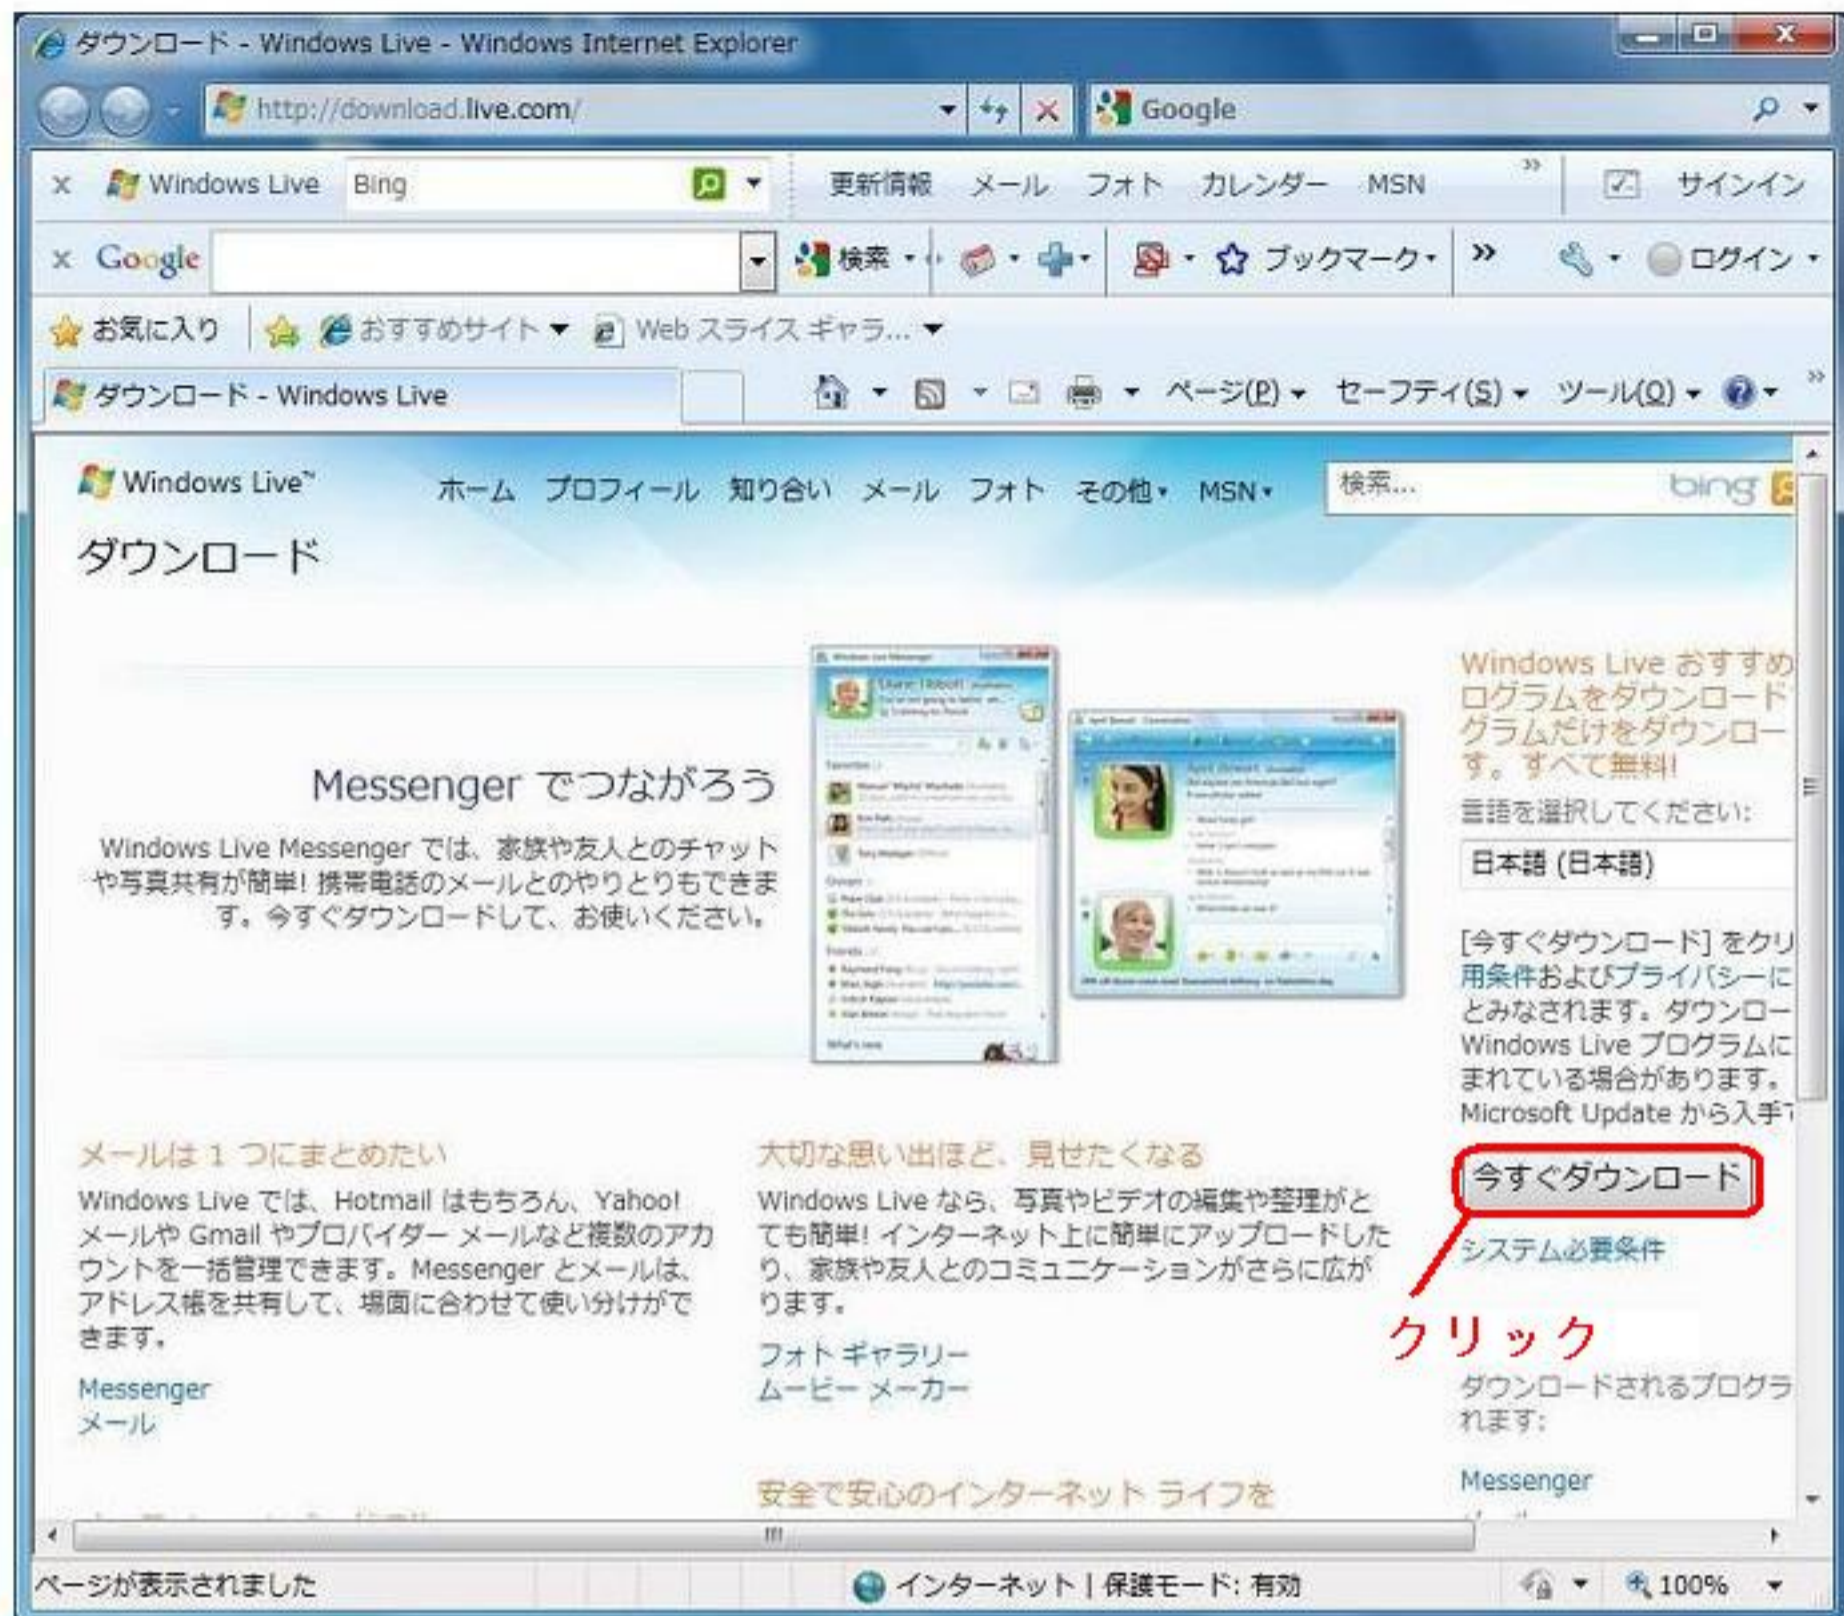 ダウンロード - Windows Live - Windows Internet Explorer
http://download.live.com/
Google
Windows Live
Bing
更新情報 メール フォト カレンダー MSN
サインイン
Google
検索
ブックマーク
ログイン
お気に入り
おすすめサイト
Web スライス ギャラ...
ダウンロード - Windows Live
ページ(P) セーフティ(S) ツール(O)
Windows Live
ホーム プロフィール 知り合い メール フォト その他 MSN
検索...
bing
ダウンロード
Messenger でつながろう
Windows Live Messenger では、家族や友人とのチャット
や写真共有が簡単! 携帯電話のメールとのやりとりもできま
す。今すぐダウンロードして、お使いください。
Windows Live おすすめ
ログラムをダウンロード
グラムだけをダウンロー
す。すべて無料!
言語を選択してください:
日本語 (日本語)
[今すぐダウンロード] をクリ
用条件およびプライバシーに
とみなされます。ダウンロー
Windows Live プログラムに
まれている場合があります。
Microsoft Update から入手
今すぐダウンロード
クリック
システム必要条件
ダウンロードされるプログラ
れます:
Messenger
メールは 1 つにまとめたい
Windows Live では、Hotmail はもちろん、Yahoo!
メールや Gmail やプロバイダー メールなど複数のアカ
ウントを一括管理できます。Messenger とメールは、
アドレス帳を共有して、場面に合わせて使い分けがで
きます。
Messenger
メール
大切な思い出ほど、見せたくなる
Windows Live なら、写真やビデオの編集や整理がと
ても簡単! インターネット上に簡単にアップロードした
り、家族や友人とのコミュニケーションがさらに広が
ります。
フォト ギャラリー
ムービー メーカー
安全で安心のインターネット ライフを
ページが表示されました
インターネット | 保護モード: 有効
100%